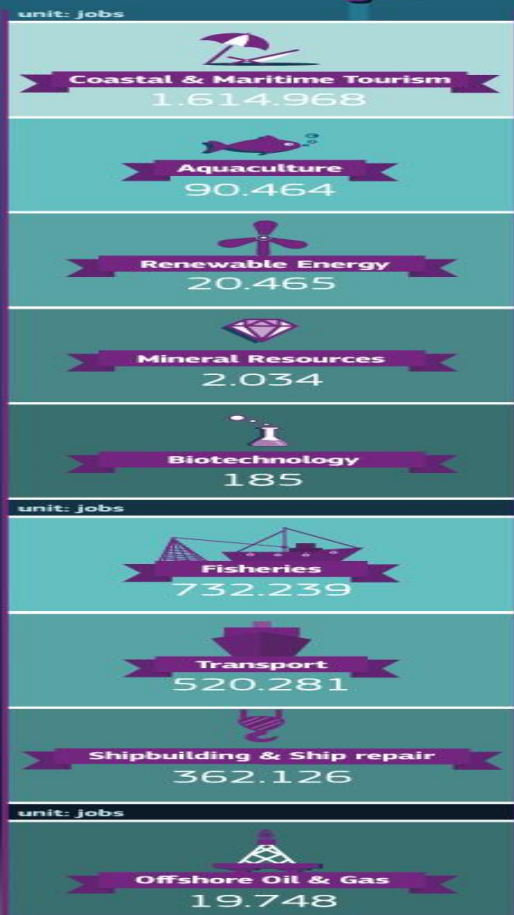 unit: jobs
Coastal & Maritime Tourism
1.614.968
Aquaculture
90.464
Renewable Energy
20.465
Mineral Resources
2.034
Biotechnology
185
unit: jobs
Fisheries
732.239
Transport
520.281
Shipbuilding & Ship repair
362.126
unit: jobs
Offshore Oil & Gas
19.748